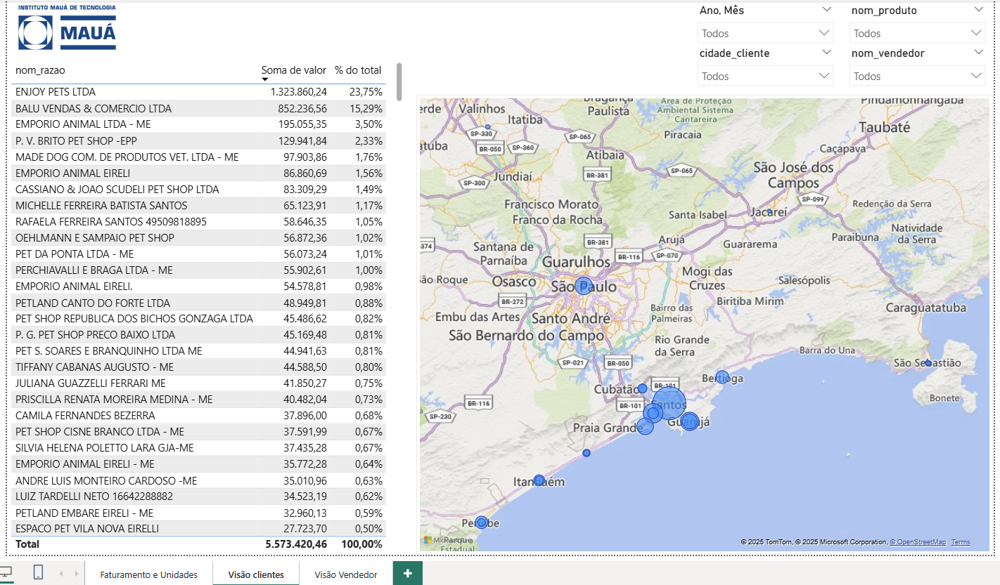 INSTITUTO MAUÁ DE TECNOLOGIA
MAUÁ
Ano, Mês
nom_produto
Todos
Todos
cidade_cliente
nom_vendedor
Todos
Todos
nom_razao Soma de valor % do total
ENJOY PETS LTDA 1.323.860,24 23,75%
BALU VENDAS & COMERCIO LTDA 852.236,56 15,29%
EMPORIO ANIMAL LTDA - ME 195.055,35 3,50%
P. V. BRITO PET SHOP -EPP 129.941,84 2,33%
MADE DOG COM. DE PRODUTOS VET. LTDA - ME 97.903,86 1,76%
EMPORIO ANIMAL EIRELI 86.860,69 1,56%
CASSIANO & JOAO SCUDELI PET SHOP LTDA 83.309,29 1,49%
MICHELLE FERREIRA BATISTA SANTOS 65.123,91 1,17%
RAFAELA FERREIRA SANTOS 49509818895 58.646,35 1,05%
OEHLMANN E SAMPAIO PET SHOP 56.872,36 1,02%
PET DA PONTA LTDA - ME 56.073,24 1,01%
PERCHIAVALLI E BRAGA LTDA - ME 55.902,61 1,00%
EMPORIO ANIMAL EIRELI. 54.578,81 0,98%
PETLAND CANTO DO FORTE LTDA 48.949,81 0,88%
PET SHOP REPUBLICA DOS BICHOS GONZAGA LTDA 45.486,62 0,82%
P. G. PET SHOP PRECO BAIXO LTDA 45.169,48 0,81%
PET S. SOARES E BRANQUINHO LTDA ME 44.941,63 0,81%
TIFFANY CABANAS AUGUSTO - ME 44.588,50 0,80%
JULIANA GUAZZELLI FERRARI ME 41.850,27 0,75%
PRISCILLA RENATA MOREIRA MEDINA - ME 40.482,04 0,73%
CAMILA FERNANDES BEZERRA 37.896,00 0,68%
PET SHOP CISNE BRANCO LTDA - ME 37.591,99 0,67%
SILVIA HELENA POLETTO LARA GJA-ME 37.435,28 0,67%
EMPORIO ANIMAL EIRELI - ME 35.772,28 0,64%
ANDRE LUIS MONTEIRO CARDOSO -ME 35.010,96 0,63%
LUIZ TARDELLI NETO 16642288882 34.523,19 0,62%
PETLAND EMBARE EIRELI - ME 32.960,13 0,59%
ESPACO PET VILA NOVA EIRELLI 27.723,70 0,50%
Total 5.573.420,46 100,00%
erde
Valinhos
Bragança
Paulista
Área de Proteção
Ambiental Sistema
Cantareira
Pindamonhangaba
Itatiba
Taubaté
SP-330
SP-065
Piracaia
atuba
BR-050
SP-360
Atibaia
Caçapava
Jundiaí
BR-381
SP-065
São José dos
Campos
SP-300
SP-099
Francisco Morato
Franco da Rocha
Santa Isabel
Jacareí
Redenção da Serra
Natividade
da Serra
374
BR-381
Arujá
Guararema
Paraibuna
Santana de
Parnaíba
BR-116
SP-070
Guarulhos
Mogi das
Cruzes
ão Roque
Osasco
São Paulo
Salesópolis
BR-272
Biritiba Mirim
Embu das Artes
Santo André
Bairro das
Palmeiras
Caraguatatuba
São Bernardo do Campo
Rio Grande
da Serra
Barra do Una
SP-021
BR-050
São Sebastião
Bertioga
Cubatão
BR-101
Bonete
BR-116
BR-101
Santos
SP-230
Praia Grande
Guarujá
Itanhaém
Peruíbe
Microsoft
Parque
Estadual
© 2025 TomTom, © 2025 Microsoft Corporation, © OpenStreetMap Terms
Faturamento e Unidades
Visão clientes
Visão Vendedor
+